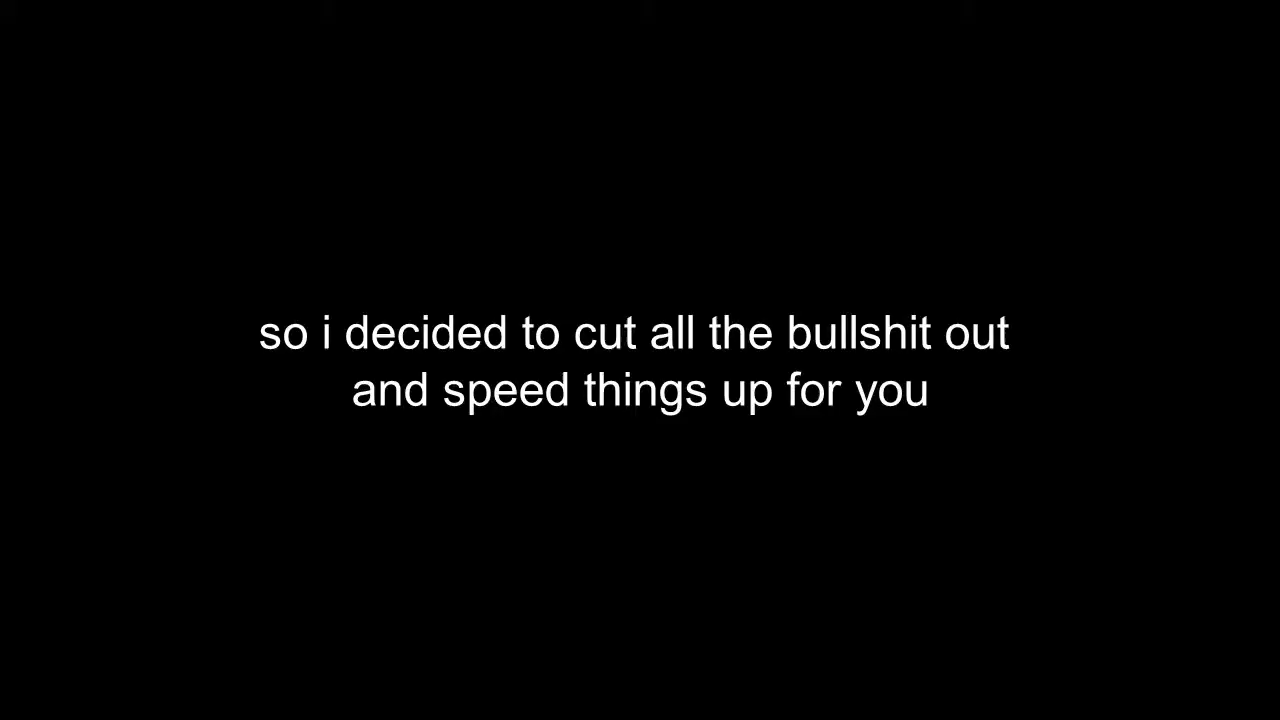 so i decided to cut all the bullshit out
and speed things up for you